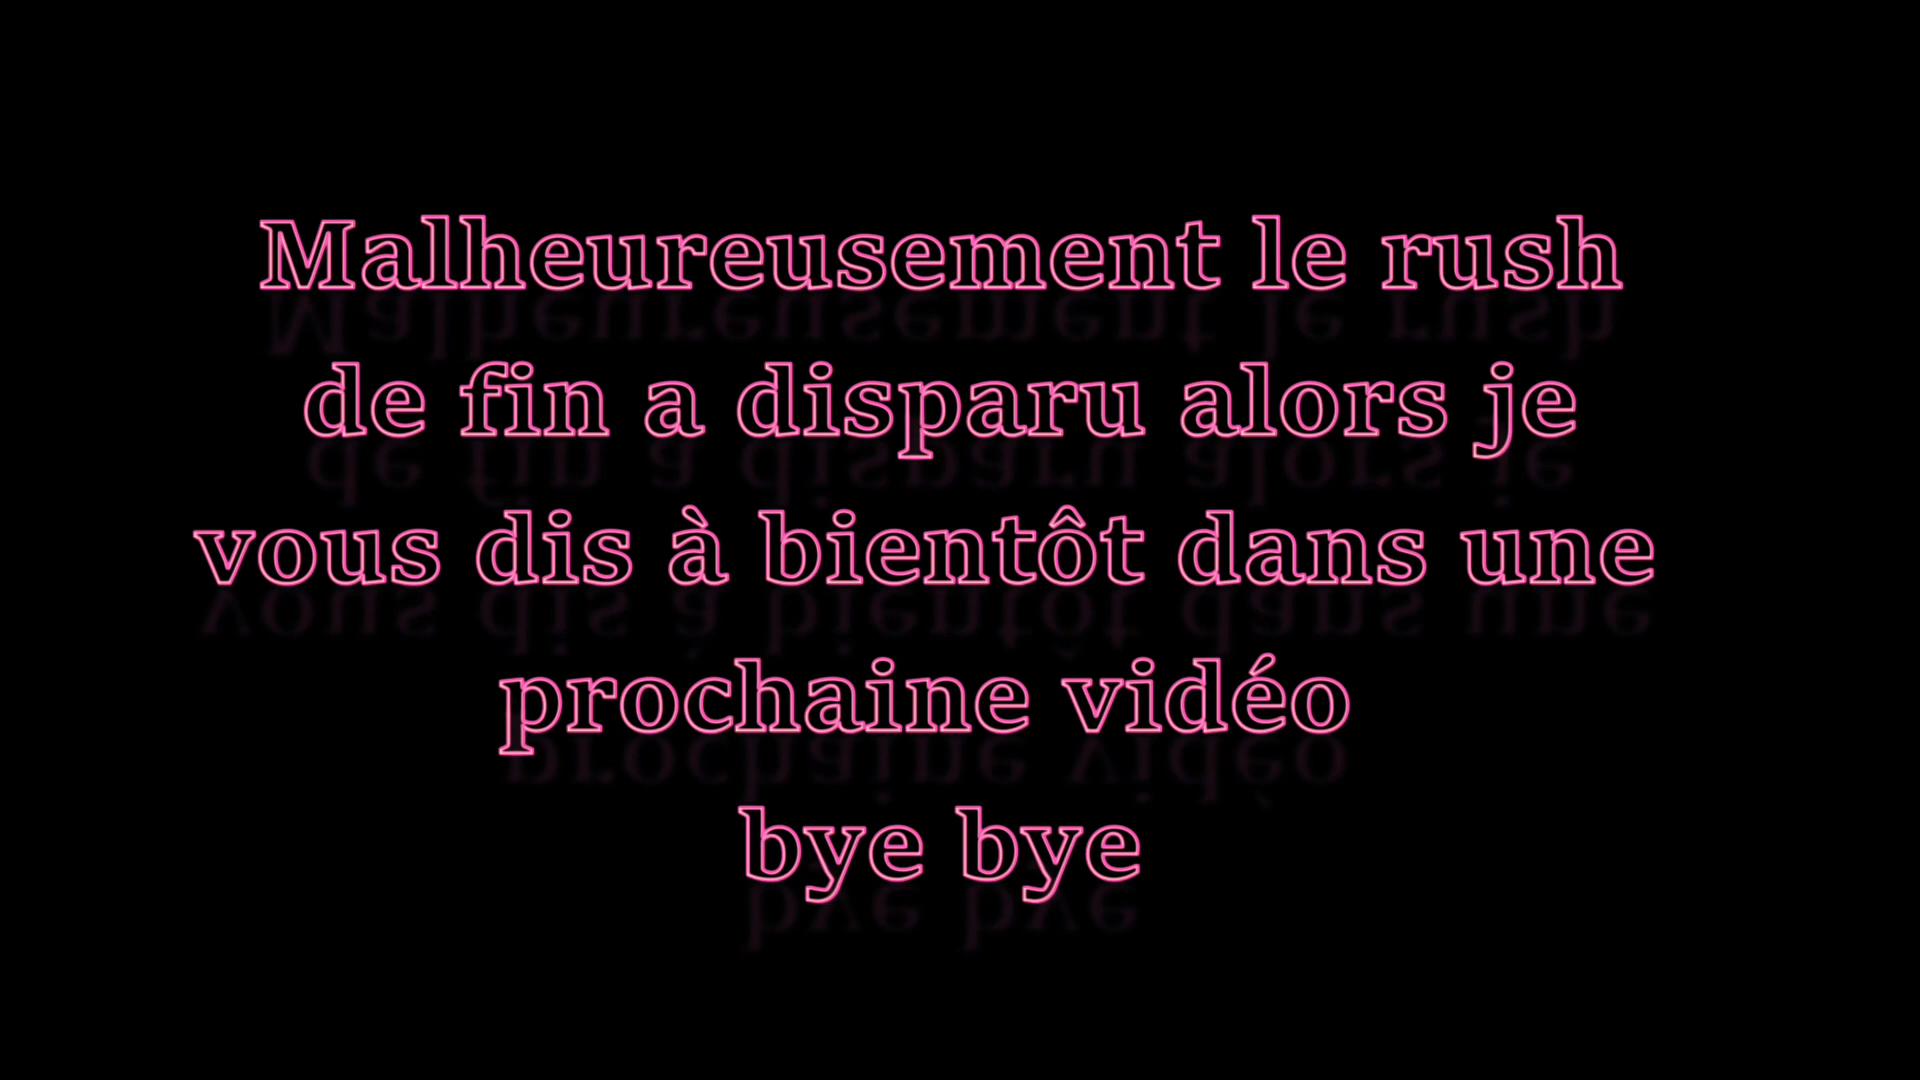 Malheureusement le rush
de fin a disparu alors je
vous dis à bientôt dans une
prochaine vidéo
bye bye